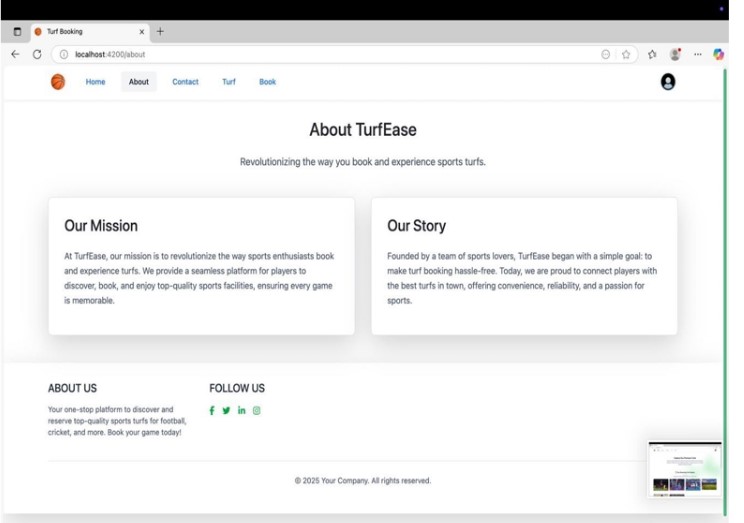 Turf Booking
localhost:4200/about
Home About Contact Turf Book
About TurfEase
Revolutionizing the way you book and experience sports turfs.
Our Mission
At TurfEase, our mission is to revolutionize the way sports enthusiasts book
and experience turfs. We provide a seamless platform for players to
discover, book, and enjoy top-quality sports facilities, ensuring every game
is memorable.
Our Story
Founded by a team of sports lovers, TurfEase began with a simple goal: to
make turf booking hassle-free. Today, we are proud to connect players with
the best turfs in town, offering convenience, reliability, and a passion for
sports.
ABOUT US
Your one-stop platform to discover and
reserve top-quality sports turfs for football,
cricket, and more. Book your game today!
FOLLOW US
© 2025 Your Company. All rights reserved.